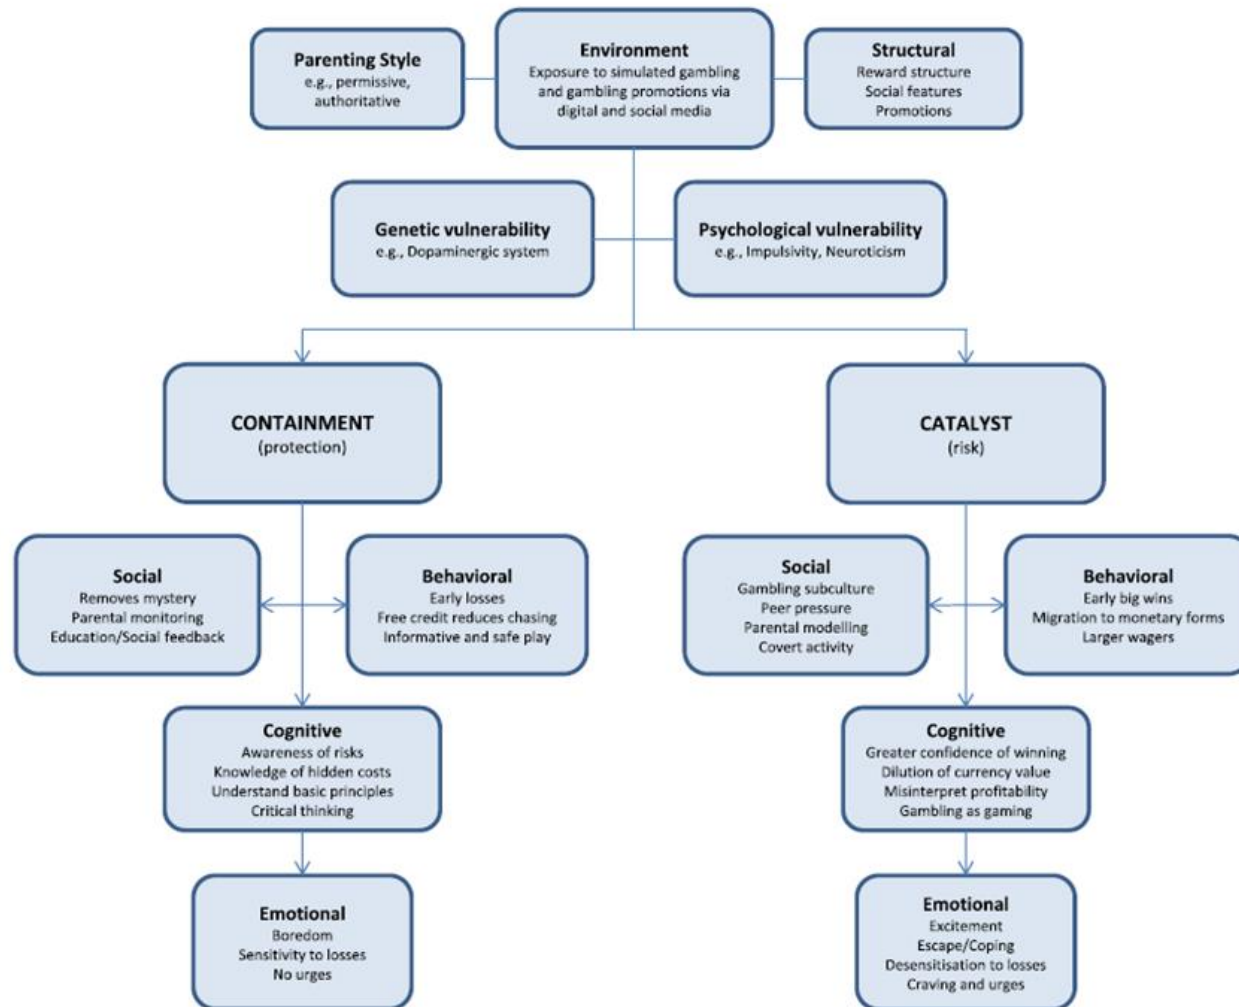 Parenting Style
e.g., permissive,
authoritative
Environment
Exposure to simulated gambling
and gambling promotions via
digital and social media
Structural
Reward structure
Social features
Promotions
Genetic vulnerability
e.g., Dopaminergic system
Psychological vulnerability
e.g., Impulsivity, Neuroticism
CONTAINMENT
(protection)
CATALYST
(risk)
Social
Removes mystery
Parental monitoring
Education/Social feedback
Behavioral
Early losses
Free credit reduces chasing
Informative and safe play
Social
Gambling subculture
Peer pressure
Parental modelling
Covert activity
Behavioral
Early big wins
Migration to monetary forms
Larger wagers
Cognitive
Awareness of risks
Knowledge of hidden costs
Understand basic principles
Critical thinking
Cognitive
Greater confidence of winning
Dilution of currency value
Misinterpret profitability
Gambling as gaming
Emotional
Boredom
Sensitivity to losses
No urges
Emotional
Excitement
Escape/Coping
Desensitisation to losses
Craving and urges